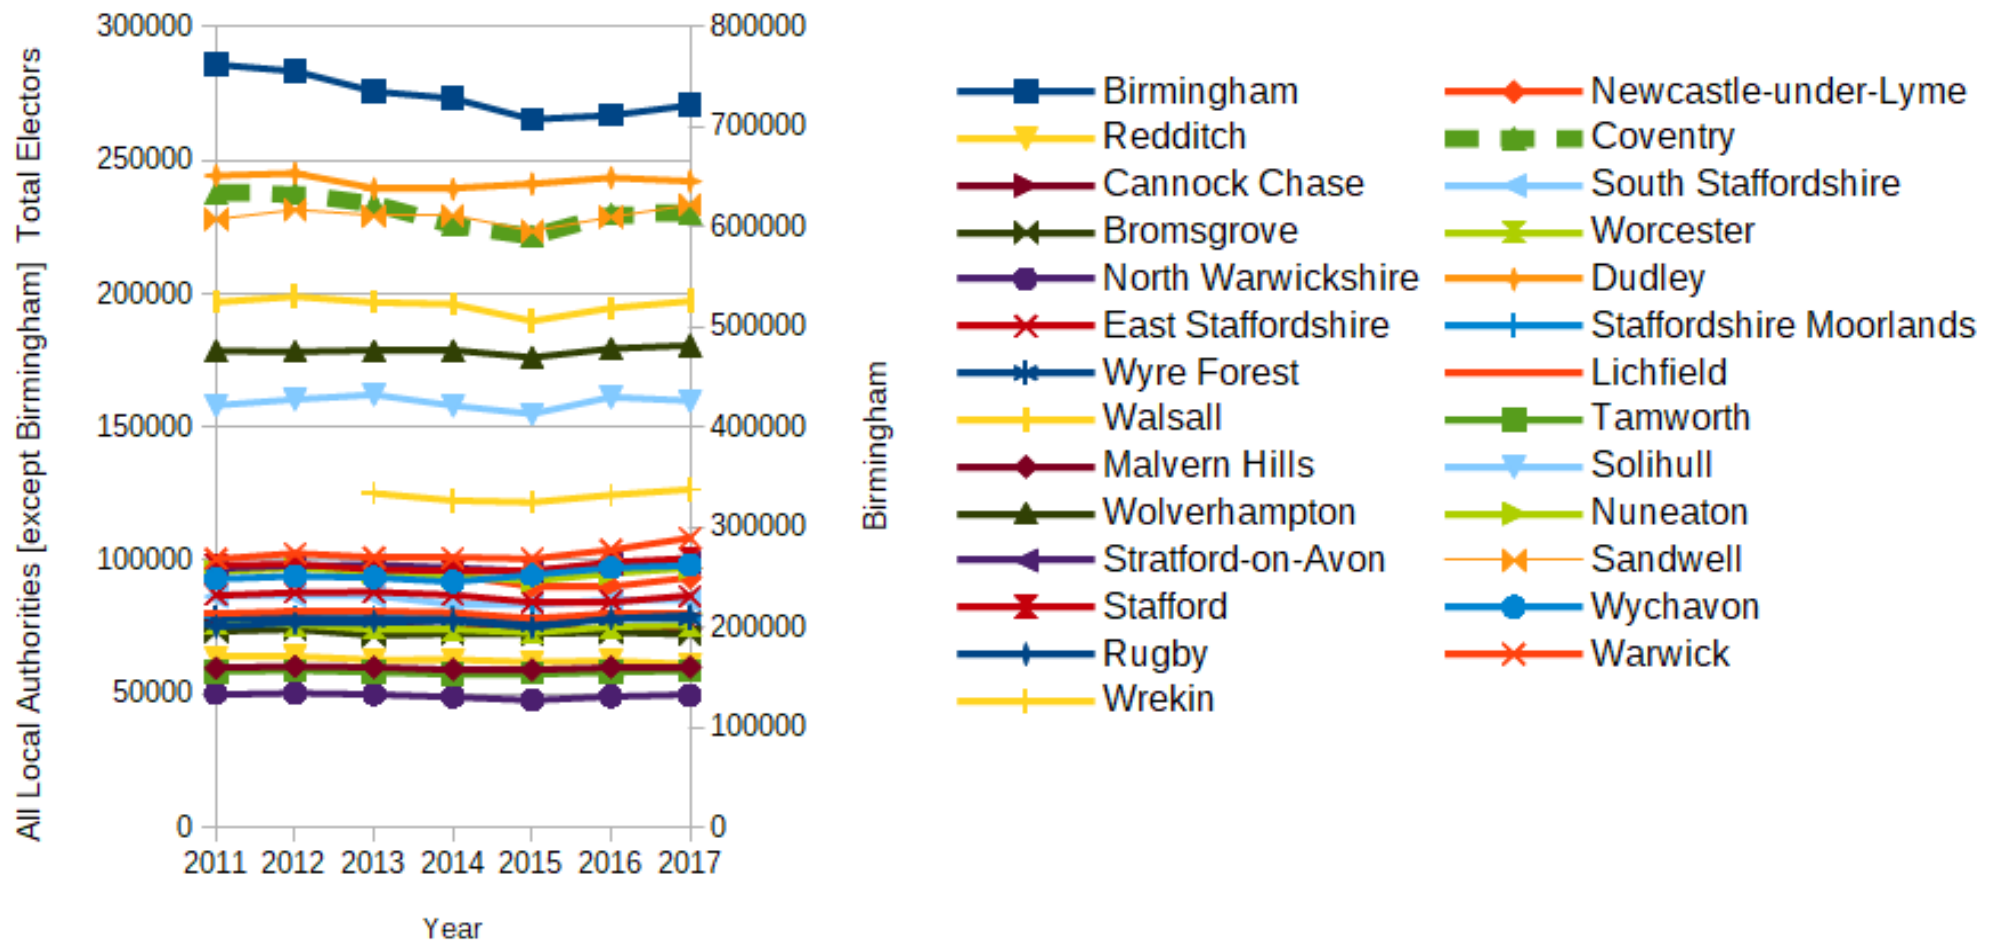 All Local Authorities [except Birmingham]  Total Electors
300000
250000
200000
150000
100000
50000
0
800000
700000
600000
500000
400000
300000
200000
100000
0
Birmingham
2011 2012 2013 2014 2015 2016 2017
Year
Birmingham
Redditch
Cannock Chase
Bromsgrove
North Warwickshire
East Staffordshire
Wyre Forest
Walsall
Malvern Hills
Wolverhampton
Stratford-on-Avon
Stafford
Rugby
Wrekin
Newcastle-under-Lyme
Coventry
South Staffordshire
Worcester
Dudley
Staffordshire Moorlands
Lichfield
Tamworth
Solihull
Nuneaton
Sandwell
Wychavon
Warwick